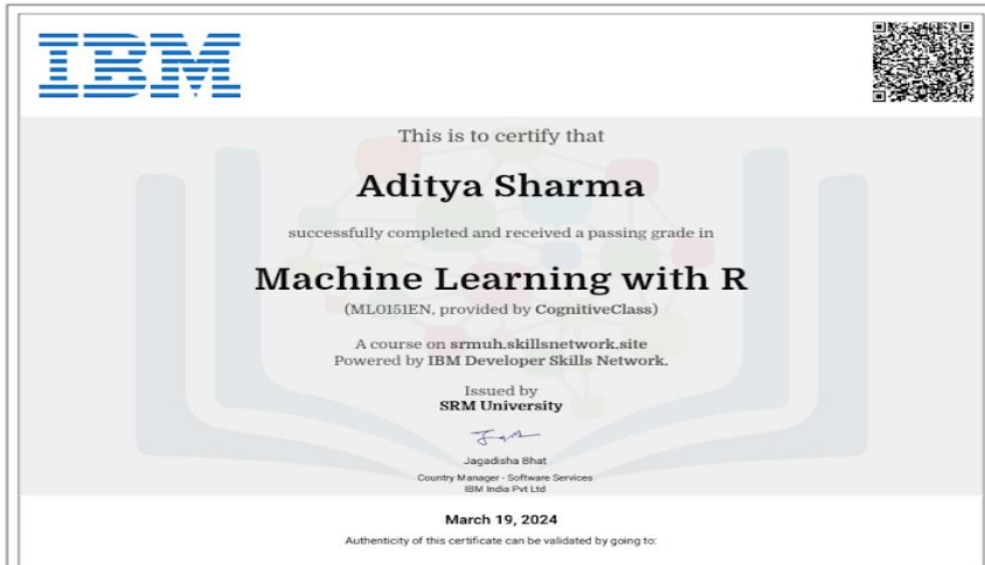 IBM
This is to certify that
Aditya Sharma
successfully completed and received a passing grade in
Machine Learning with R
(ML0151EN, provided by CognitiveClass)
A course on srmuh.skillsnetwork.site
Powered by IBM Developer Skills Network.
Issued by
SRM University
Jagadisha Bhat
Country Manager - Software Services
IBM India Pvt Ltd
March 19, 2024
Authenticity of this certificate can be validated by going to: